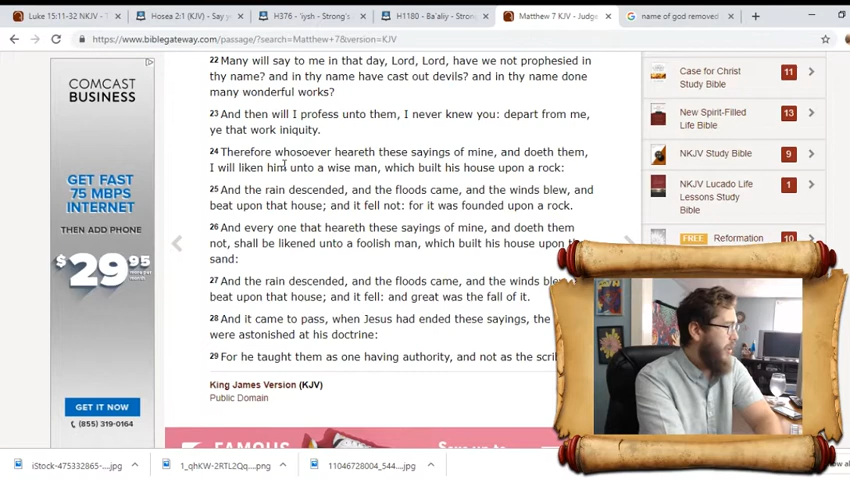 Luke 15:11-32 NKJV -
Hosea 2:1 (KJV) - Say ye
H376 - 'iysh - Strong's
H1180 - Ba'aliy - Strong
Matthew 7 KJV - Judge
name of god removed
https://www.biblegateway.com/passage/?search=Matthew+7&version=KJV
22 Many will say to me in that day, Lord, Lord, have we not prophesied in
thy name? and in thy name have cast out devils? and in thy name done
many wonderful works?
23 And then will I profess unto them, I never knew you: depart from me,
ye that work iniquity.
24 Therefore whosoever heareth these sayings of mine, and doeth them,
I will liken him unto a wise man, which built his house upon a rock:
25 And the rain descended, and the floods came, and the winds blew, and
beat upon that house; and it fell not: for it was founded upon a rock.
26 And every one that heareth these sayings of mine, and doeth them
not, shall be likened unto a foolish man, which built his house upon
sand:
27 And the rain descended, and the floods came, and the winds blew,
beat upon that house; and it fell: and great was the fall of it.
28 And it came to pass, when Jesus had ended these sayings, the
were astonished at his doctrine:
29 For he taught them as one having authority, and not as the
King James Version (KJV)
Public Domain
COMCAST
BUSINESS
GET FAST
75 MBPS
INTERNET
THEN ADD PHONE
$29.95
GET IT NOW
(855) 319-0164
Case for Christ
Study Bible
11
New Spirit-Filled
Life Bible
13
NKJV Study Bible
9
NKJV Lucado Life
Lessons Study
Bible
1
FREE Reformation
10
FAMOUS
Save up to
iStock-475332865-....jpg
1_qhKW-2RTL2Qq....png
11046728004_544....jpg